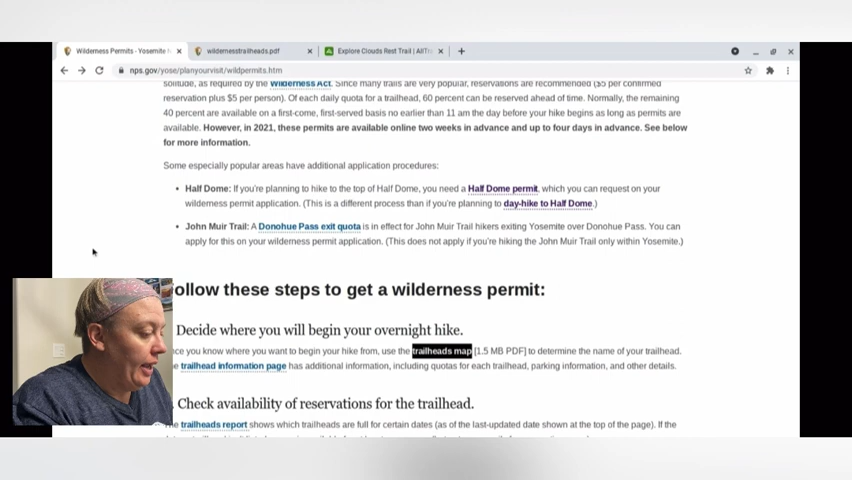 Wilderness Permits - Yosemite
wildernesstrailheads.pdf
Explore Clouds Rest Trail | AllTr
nps.gov/yose/planyourvisit/wildpermits.htm
solitude, as required by the Wilderness Act. Since many trails are very popular, reservations are recommended ($5 per confirmed
reservation plus $5 per person). Of each daily quota for a trailhead, 60 percent can be reserved ahead of time. Normally, the remaining
40 percent are available on a first-come, first-served basis no earlier than 11 am the day before your hike begins as long as permits are
available. However, in 2021, these permits are available online two weeks in advance and up to four days in advance. See below
for more information.
Some especially popular areas have additional application procedures:
• Half Dome: If you're planning to hike to the top of Half Dome, you need a Half Dome permit, which you can request on your
wilderness permit application. (This is a different process than if you're planning to day-hike to Half Dome.)
• John Muir Trail: A Donohue Pass exit quota is in effect for John Muir Trail hikers exiting Yosemite over Donohue Pass. You can
apply for this on your wilderness permit application. (This does not apply if you're hiking the John Muir Trail only within Yosemite.)
ollow these steps to get a wilderness permit:
Decide where you will begin your overnight hike.
ce you know where you want to begin your hike from, use the trailheads map [1.5 MB PDF] to determine the name of your trailhead.
e trailhead information page has additional information, including quotas for each trailhead, parking information, and other details.
. Check availability of reservations for the trailhead.
e trailheads report shows which trailheads are full for certain dates (as of the last-updated date shown at the top of the page). If the